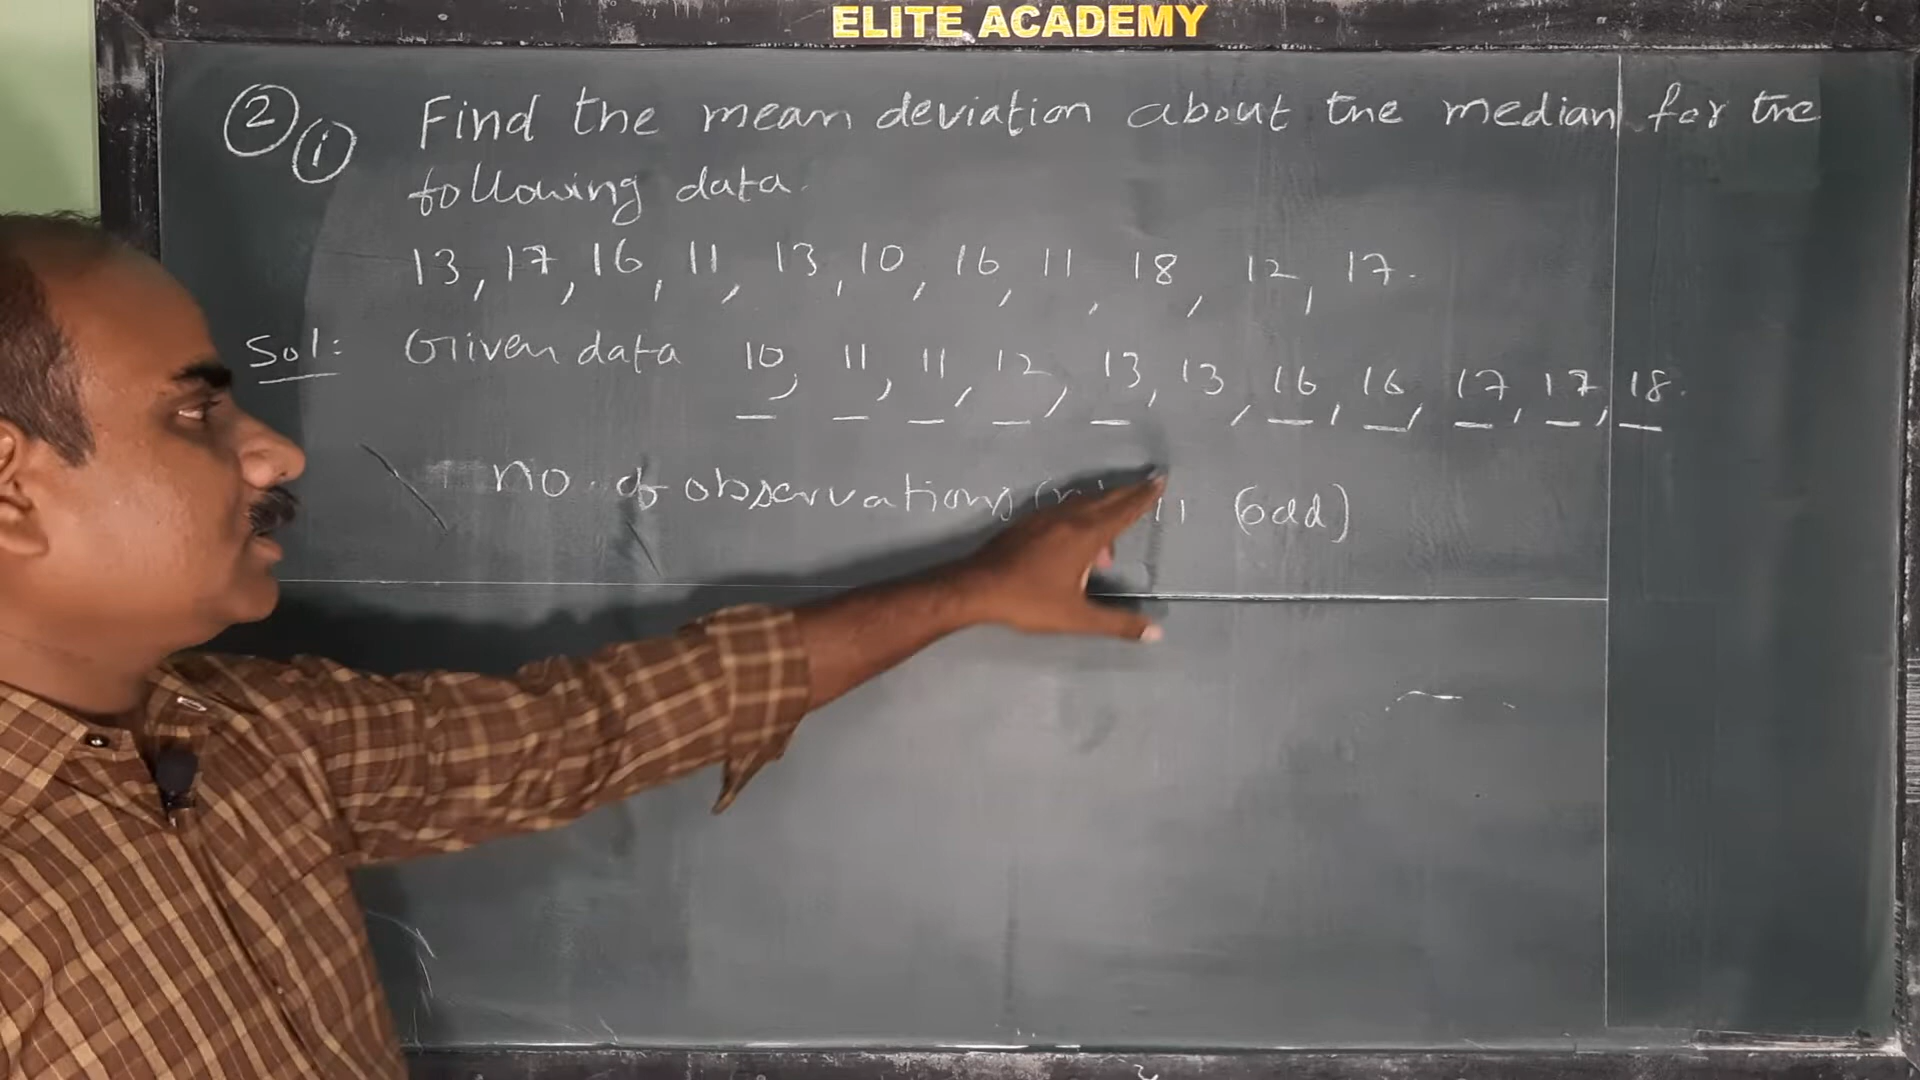 ELITE ACADEMY
2 i Find the mean deviation about the median for the
following data.
13, 17, 16, 11, 13, 10, 16, 11, 18, 12, 17.
Sol: Given data 10, 11, 11, 12, 13, 13, 16, 16, 17, 17, 18.
no. of observations 11 (odd)